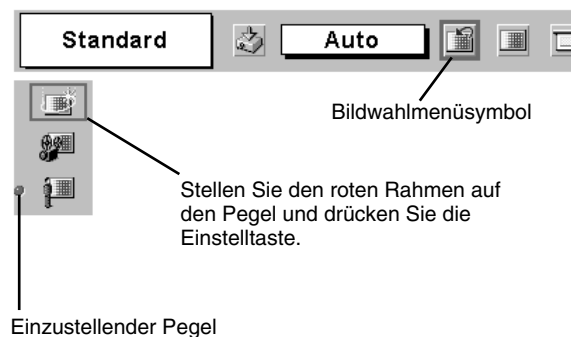 Standard
Auto
Bildwahlmenüsymbol
Stellen Sie den roten Rahmen auf
den Pegel und drücken Sie die
Einstelltaste.
Einzustellender Pegel